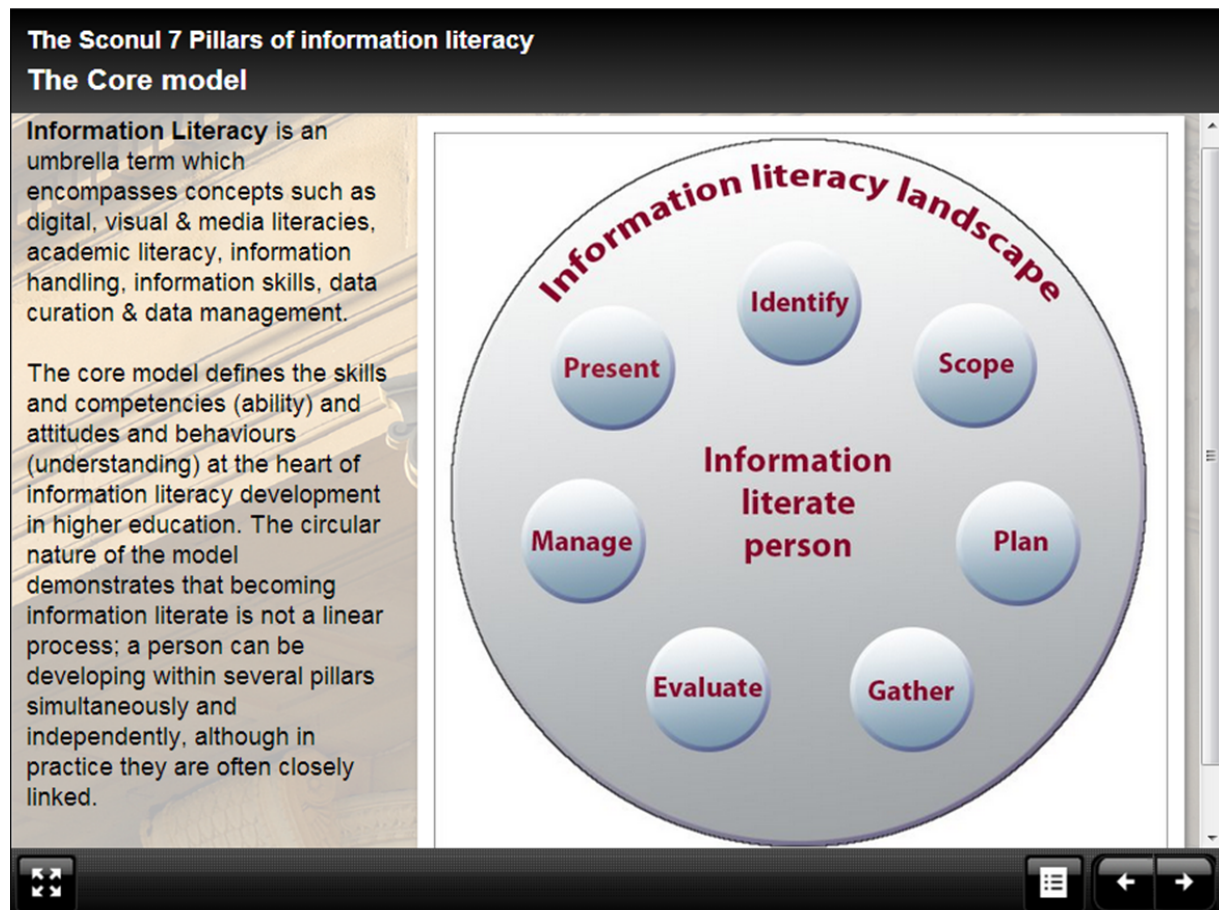 The Sconul 7 Pillars of information literacy
The Core model
Information Literacy is an
umbrella term which
encompasses concepts such as
digital, visual & media literacies,
academic literacy, information
handling, information skills, data
curation & data management.
The core model defines the skills
and competencies (ability) and
attitudes and behaviours
(understanding) at the heart of
information literacy development
in higher education. The circular
nature of the model
demonstrates that becoming
information literate is not a linear
process; a person can be
developing within several pillars
simultaneously and
independently, although in
practice they are often closely
linked.
Information literacy landscape
Identify
Scope
Plan
Gather
Evaluate
Manage
Present
Information
literate
person